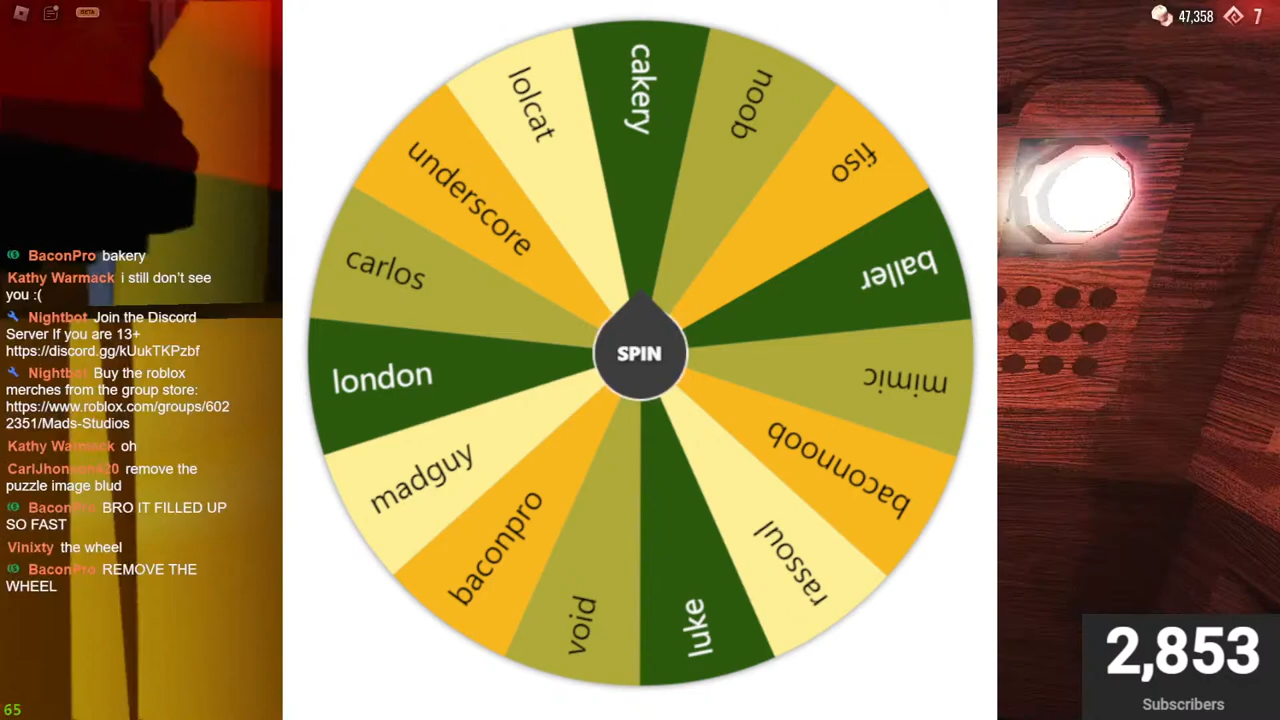 BETA
47,358
7
cakery
noob
fiso
baller
mimic
baconnoob
rassoul
luke
void
baconpro
madguy
london
carlos
underscore
lolcat
SPIN
BaconPro bakery
Kathy Warmack i still don't see
you :(
Nightbot Join the Discord
Server If you are 13+
https://discord.gg/kUukTKPzbf
Nightbot Buy the roblox
merches from the group store:
https://www.roblox.com/groups/602
2351/Mads-Studios
Kathy Warmack oh
CarlJhonson420 remove the
puzzle image blud
BaconPro BRO IT FILLED UP
SO FAST
Vinixty the wheel
BaconPro REMOVE THE
WHEEL
65
2,853
Subscribers